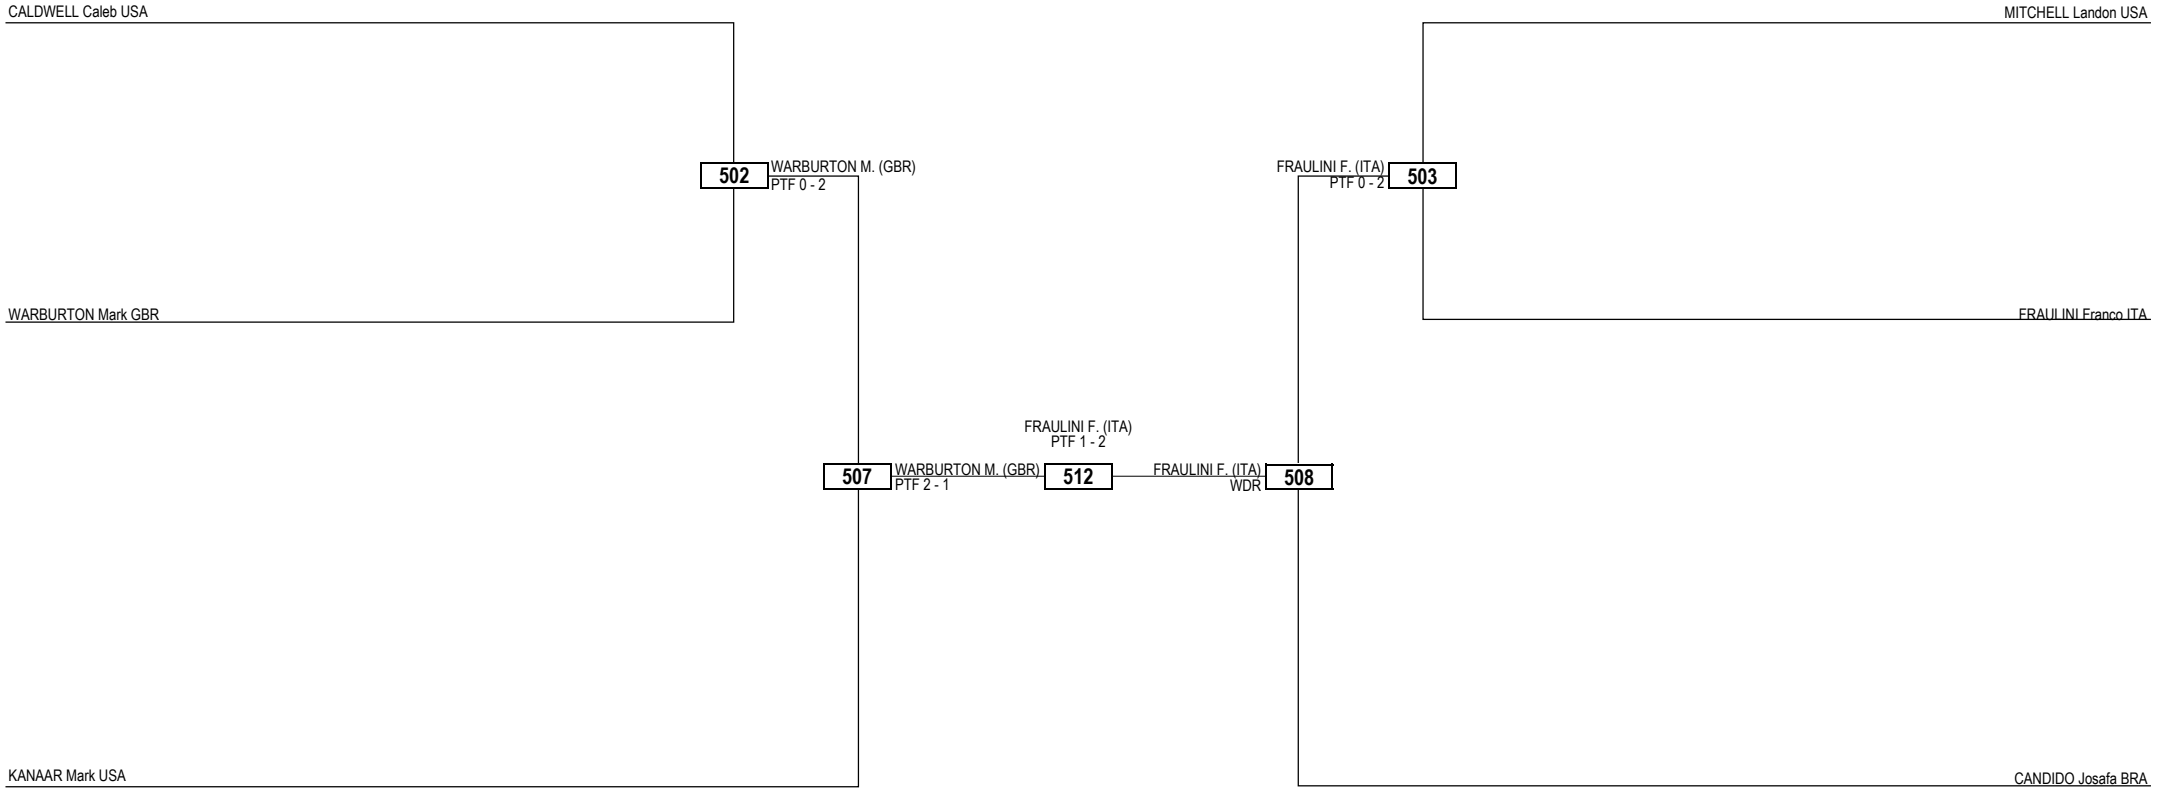 CALDWELL Caleb USA
MITCHELL Landon USA
502
WARBURTON M. (GBR)
PTF 0 - 2
FRAULINI F. (ITA)
PTF 0 - 2
503
WARBURTON Mark GBR
FRAULINI Franco ITA
FRAULINI F. (ITA)
PTF 1 - 2
507
WARBURTON M. (GBR)
PTF 2 - 1
512
FRAULINI F. (ITA)
WDR
508
KANAAR Mark USA
CANDIDO Josafa BRA